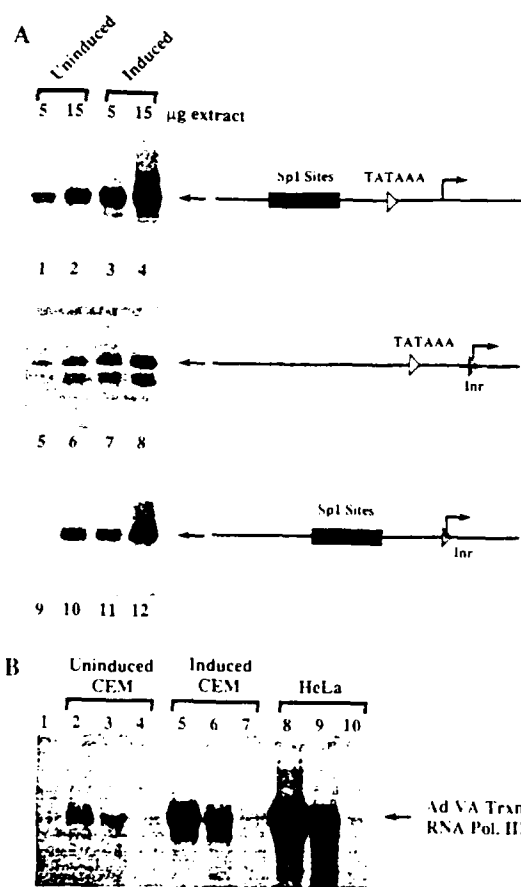 A
Uninduced Induced
5 15 5 15 µg extract
Sp1 Sites TATAAA
1 2 3 4
TATAAA
Inr
5 6 7 8
Sp1 Sites
Inr
9 10 11 12
B
Uninduced CEM Induced CEM HeLa
1 2 3 4 5 6 7 8 9 10
Ad VA Trxn
RNA Pol. II